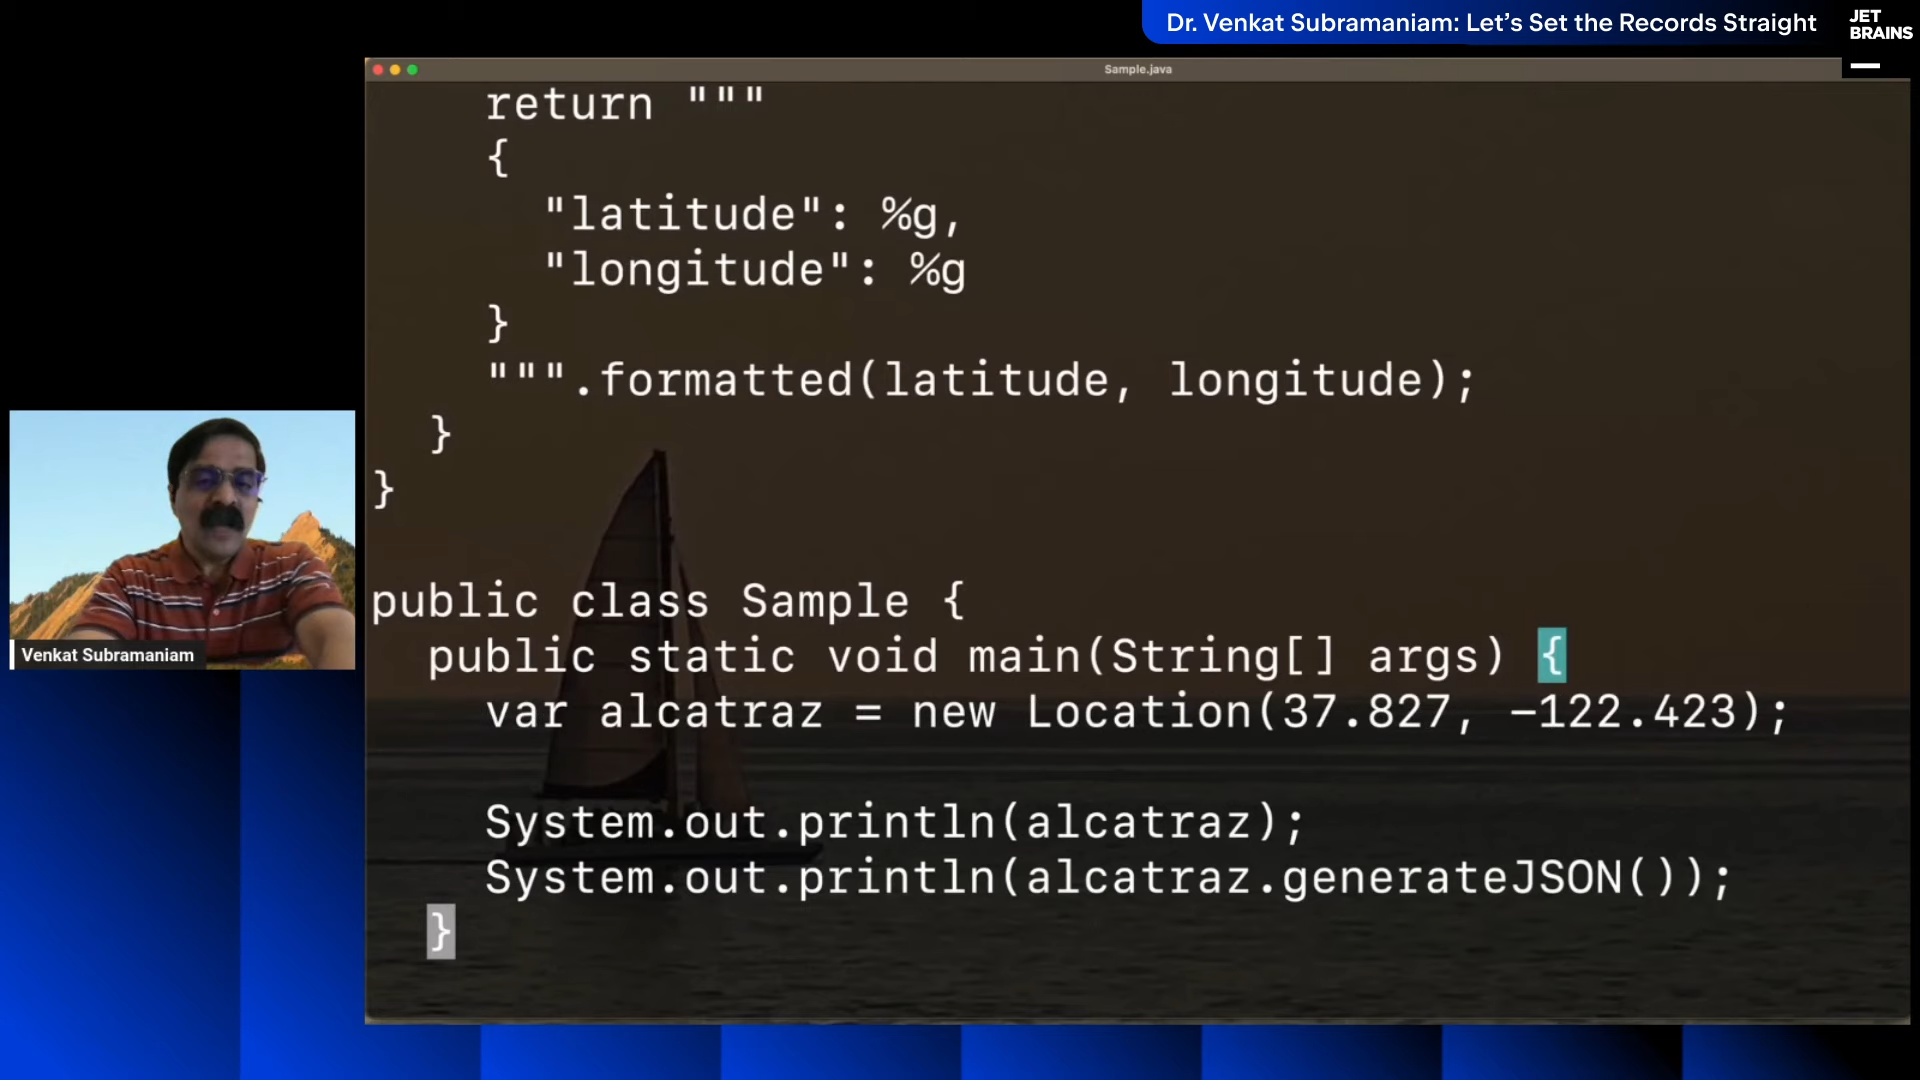 Dr. Venkat Subramaniam: Let's Set the Records Straight
JET
BRAINS
Sample.java
return """
{
"latitude": %g,
"longitude": %g
}
""".formatted(latitude, longitude);
}
}
public class Sample {
public static void main(String[] args) {
var alcatraz = new Location(37.827, -122.423);
System.out.println(alcatraz);
System.out.println(alcatraz.generateJSON());
}
Venkat Subramaniam